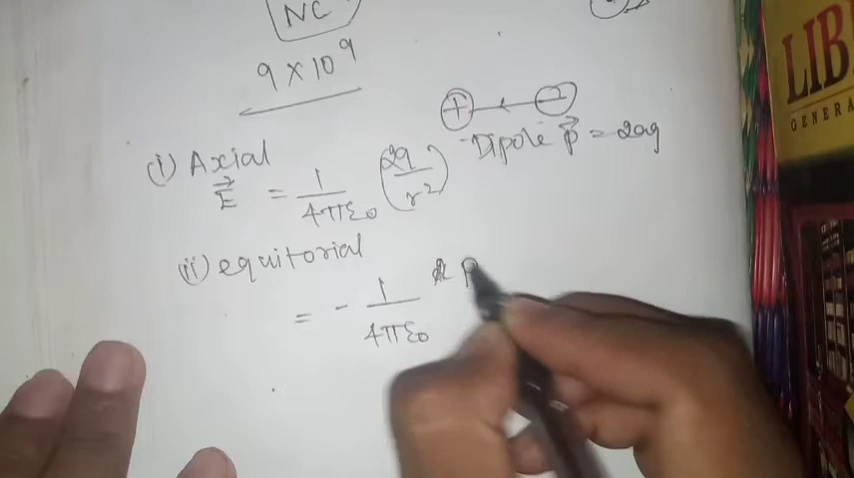 NC
9 × 10⁹
(i) Axial
Dipole p⃗ = 2aq
E⃗ = 1/4πε₀ (2q/r²)
(ii) equitorial
= - 1/4πε₀ p
+ -
LIB
GENERA